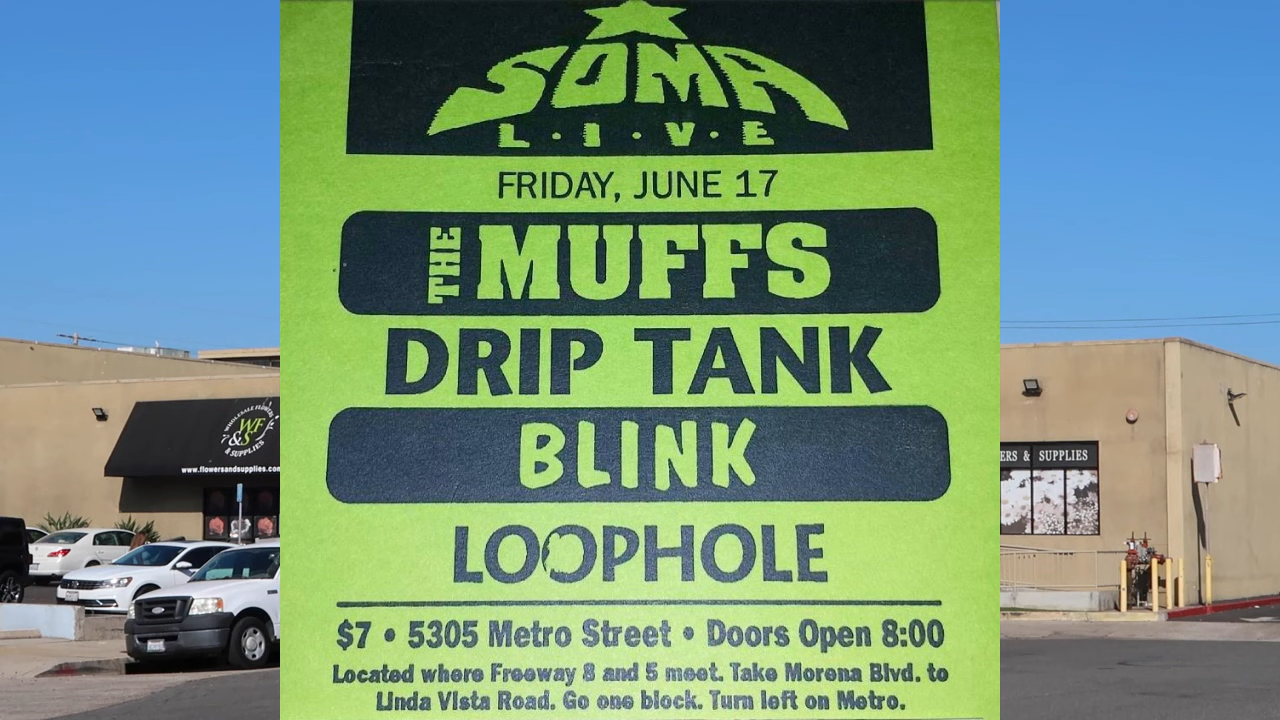 SOMA
L·I·V·E
FRIDAY, JUNE 17
THE MUFFS
DRIP TANK
BLINK
LOOPHOLE
$7 • 5305 Metro Street • Doors Open 8:00
Located where Freeway 8 and 5 meet. Take Morena Blvd. to
Linda Vista Road. Go one block. Turn left on Metro.
WHOLESALE FLOWERS
WF
&S
& SUPPLIES
www.flowersandsupplies.com
ERS & SUPPLIES